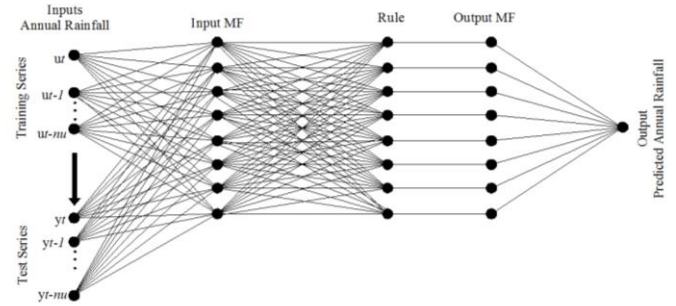 Inputs
Annual Rainfall
Input MF
Rule
Output MF
Training Series
ut
ut-1
ut-nu
Test Series
yt
yt-1
yt-nu
Output
Predicted Annual Rainfall